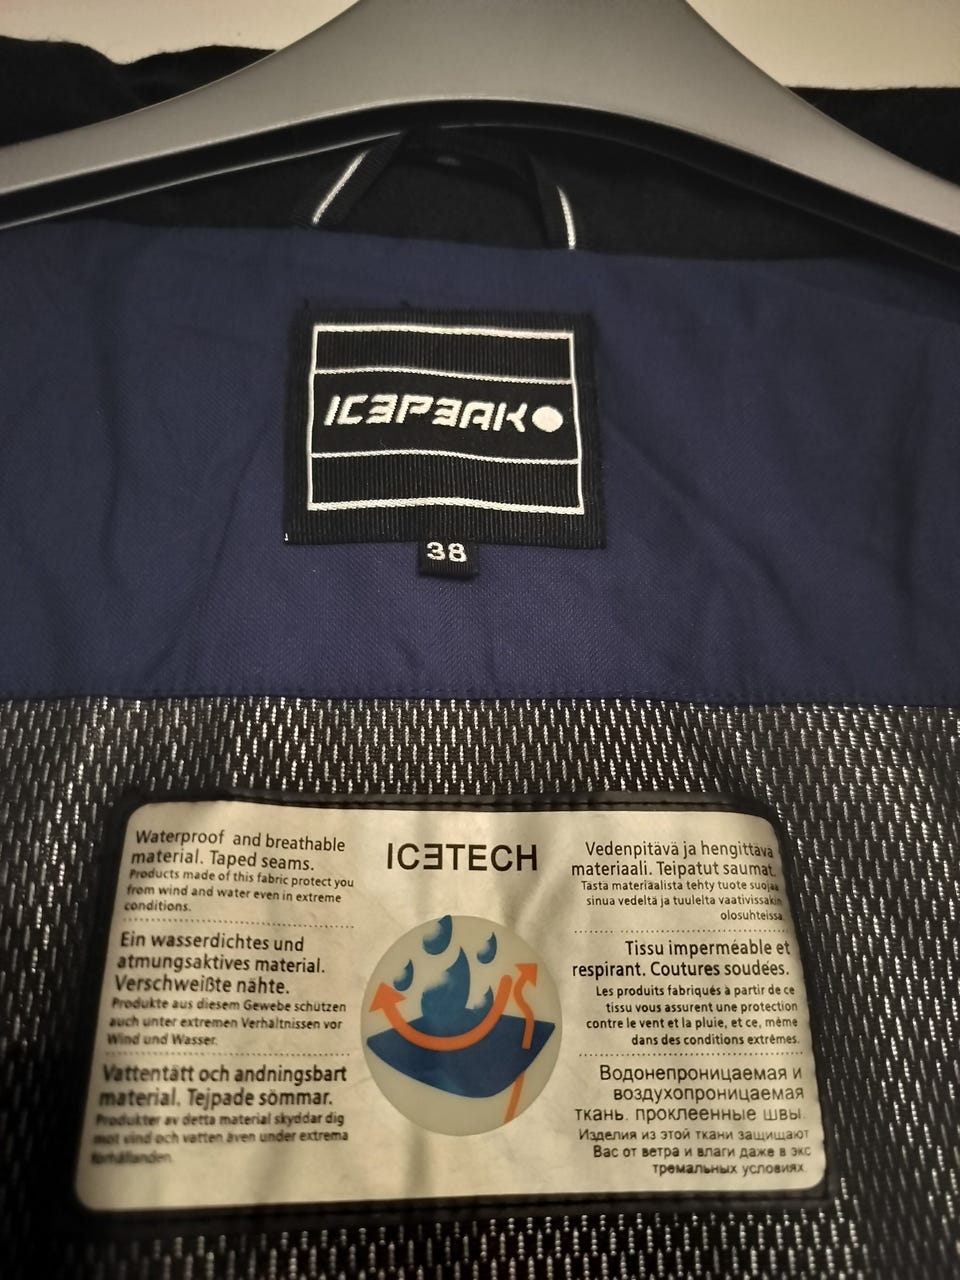 ICEPEAK
38
ICETECH
Waterproof and breathable
material. Taped seams.
Products made of this fabric protect you
from wind and water even in extreme
conditions.
Ein wasserdichtes und
atmungsaktives material.
Verschweißte nähte.
Produkte aus diesem Gewebe schützen
auch unter extremen Verhältnissen vor
Wind und Wasser.
Vattentätt och andningsbart
material. Tejpade sömmar.
Produkter av detta material skyddar dig
mot vind och vatten även under extrema
förhållanden.
Vedenpitävä ja hengittävä
materiaali. Teipatut saumat.
Tästä materiaalista tehty tuote suojaa
sinua vedeltä ja tuulelta vaativissakin
olosuhteissa.
Tissu imperméable et
respirant. Coutures soudées.
Les produits fabriqués à partir de ce
tissu vous assurent une protection
contre le vent et la pluie, et ce, même
dans des conditions extrêmes.
Водонепроницаемая и
воздухопроницаемая
ткань. проклеенные швы.
Изделия из этой ткани защищают
Вас от ветра и влаги даже в экс
тремальных условиях.